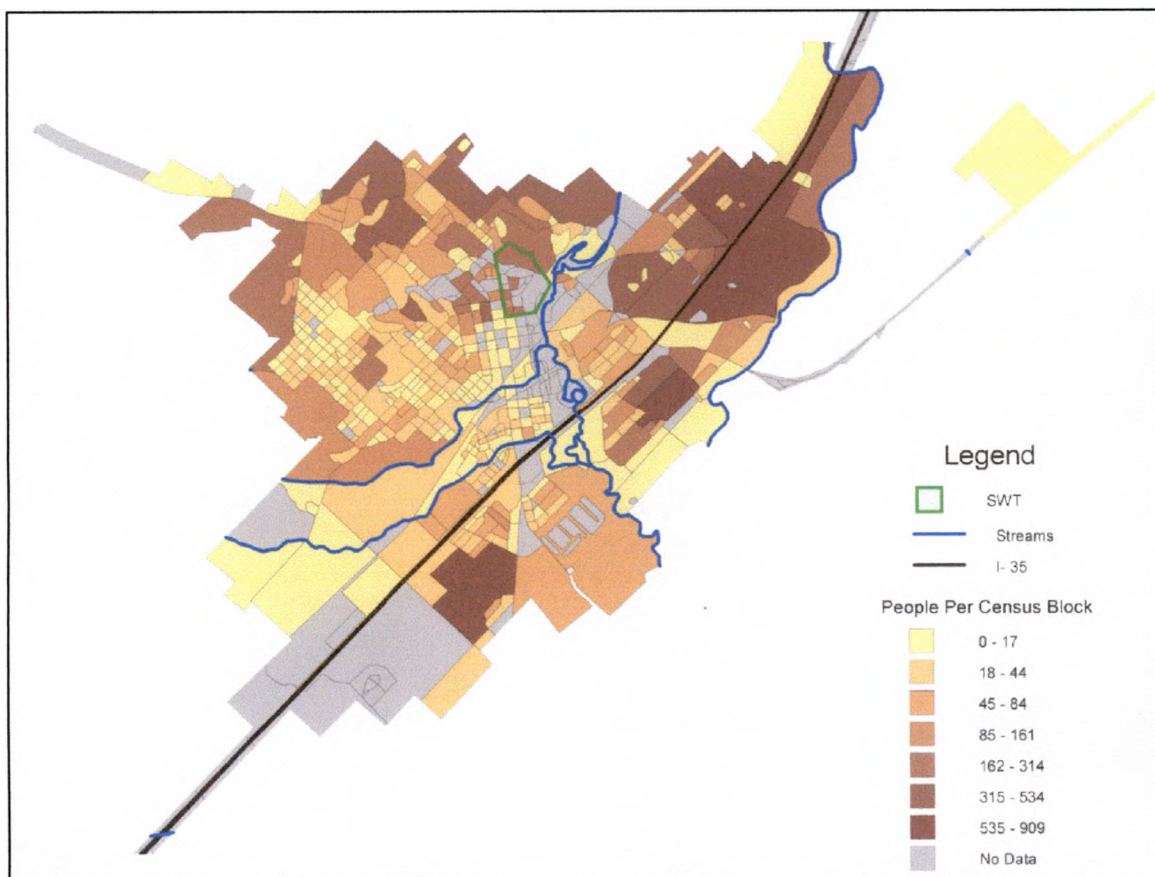 Legend
SWT
Streams
I- 35
People Per Census Block
0 - 17
18 - 44
45 - 84
85 - 161
162 - 314
315 - 534
535 - 909
No Data